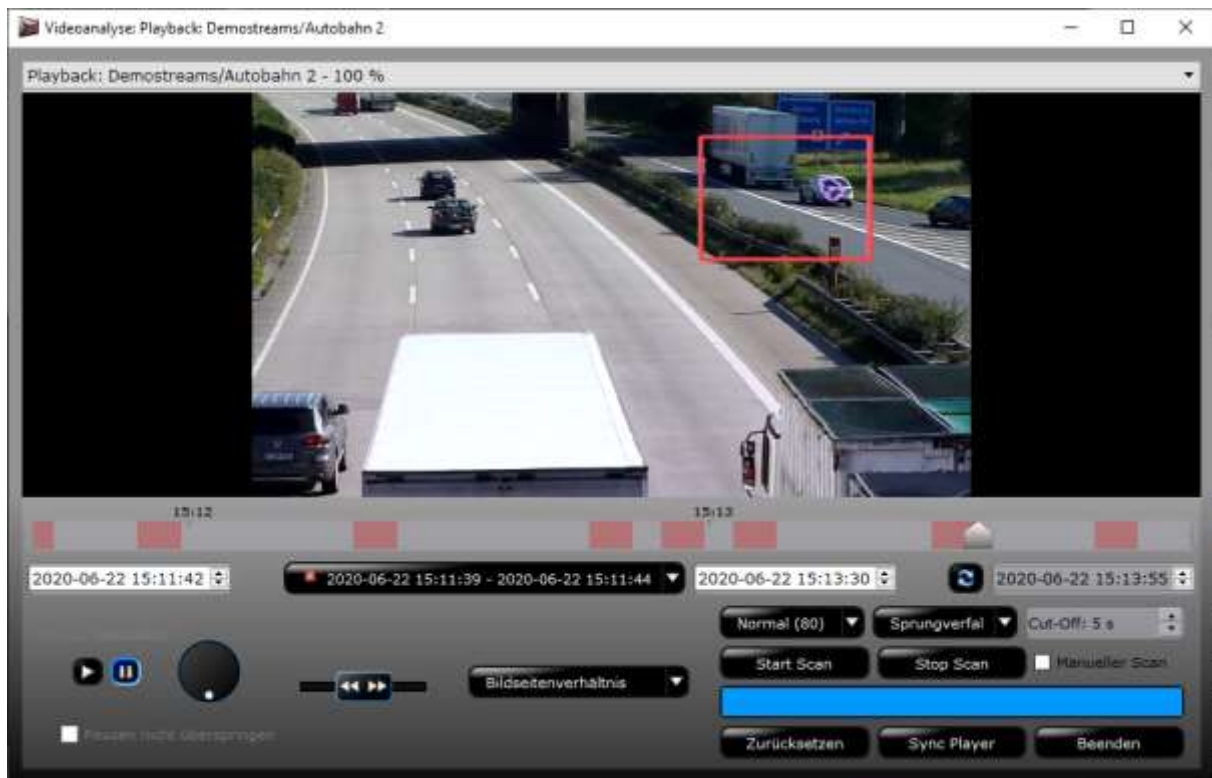 Videoanalyse: Playback: Demostreams/Autobahn 2
Playback: Demostreams/Autobahn 2 - 100 %
15:12
15:13
2020-06-22 15:11:42
2020-06-22 15:11:39 - 2020-06-22 15:11:44
2020-06-22 15:13:30
2020-06-22 15:13:55
Normal (80)
Sprungverfal
Cut-Off: 5 s
Start Scan
Stop Scan
Manueller Scan
Bildseitenverhältnis
Pausen nicht überspringen
Zurücksetzen
Sync Player
Beenden